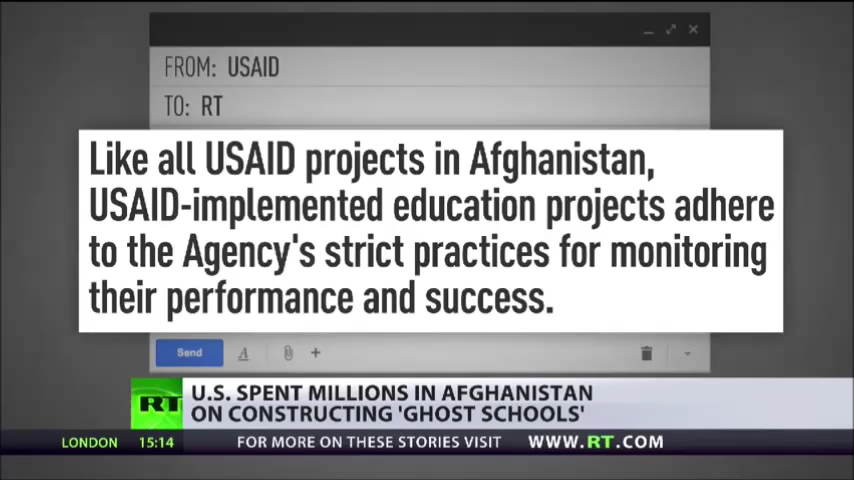 FROM: USAID
TO: RT
Like all USAID projects in Afghanistan,
USAID-implemented education projects adhere
to the Agency's strict practices for monitoring
their performance and success.
Send A
RT
U.S. SPENT MILLIONS IN AFGHANISTAN
ON CONSTRUCTING 'GHOST SCHOOLS'
LONDON 15:14 FOR MORE ON THESE STORIES VISIT WWW.RT.COM